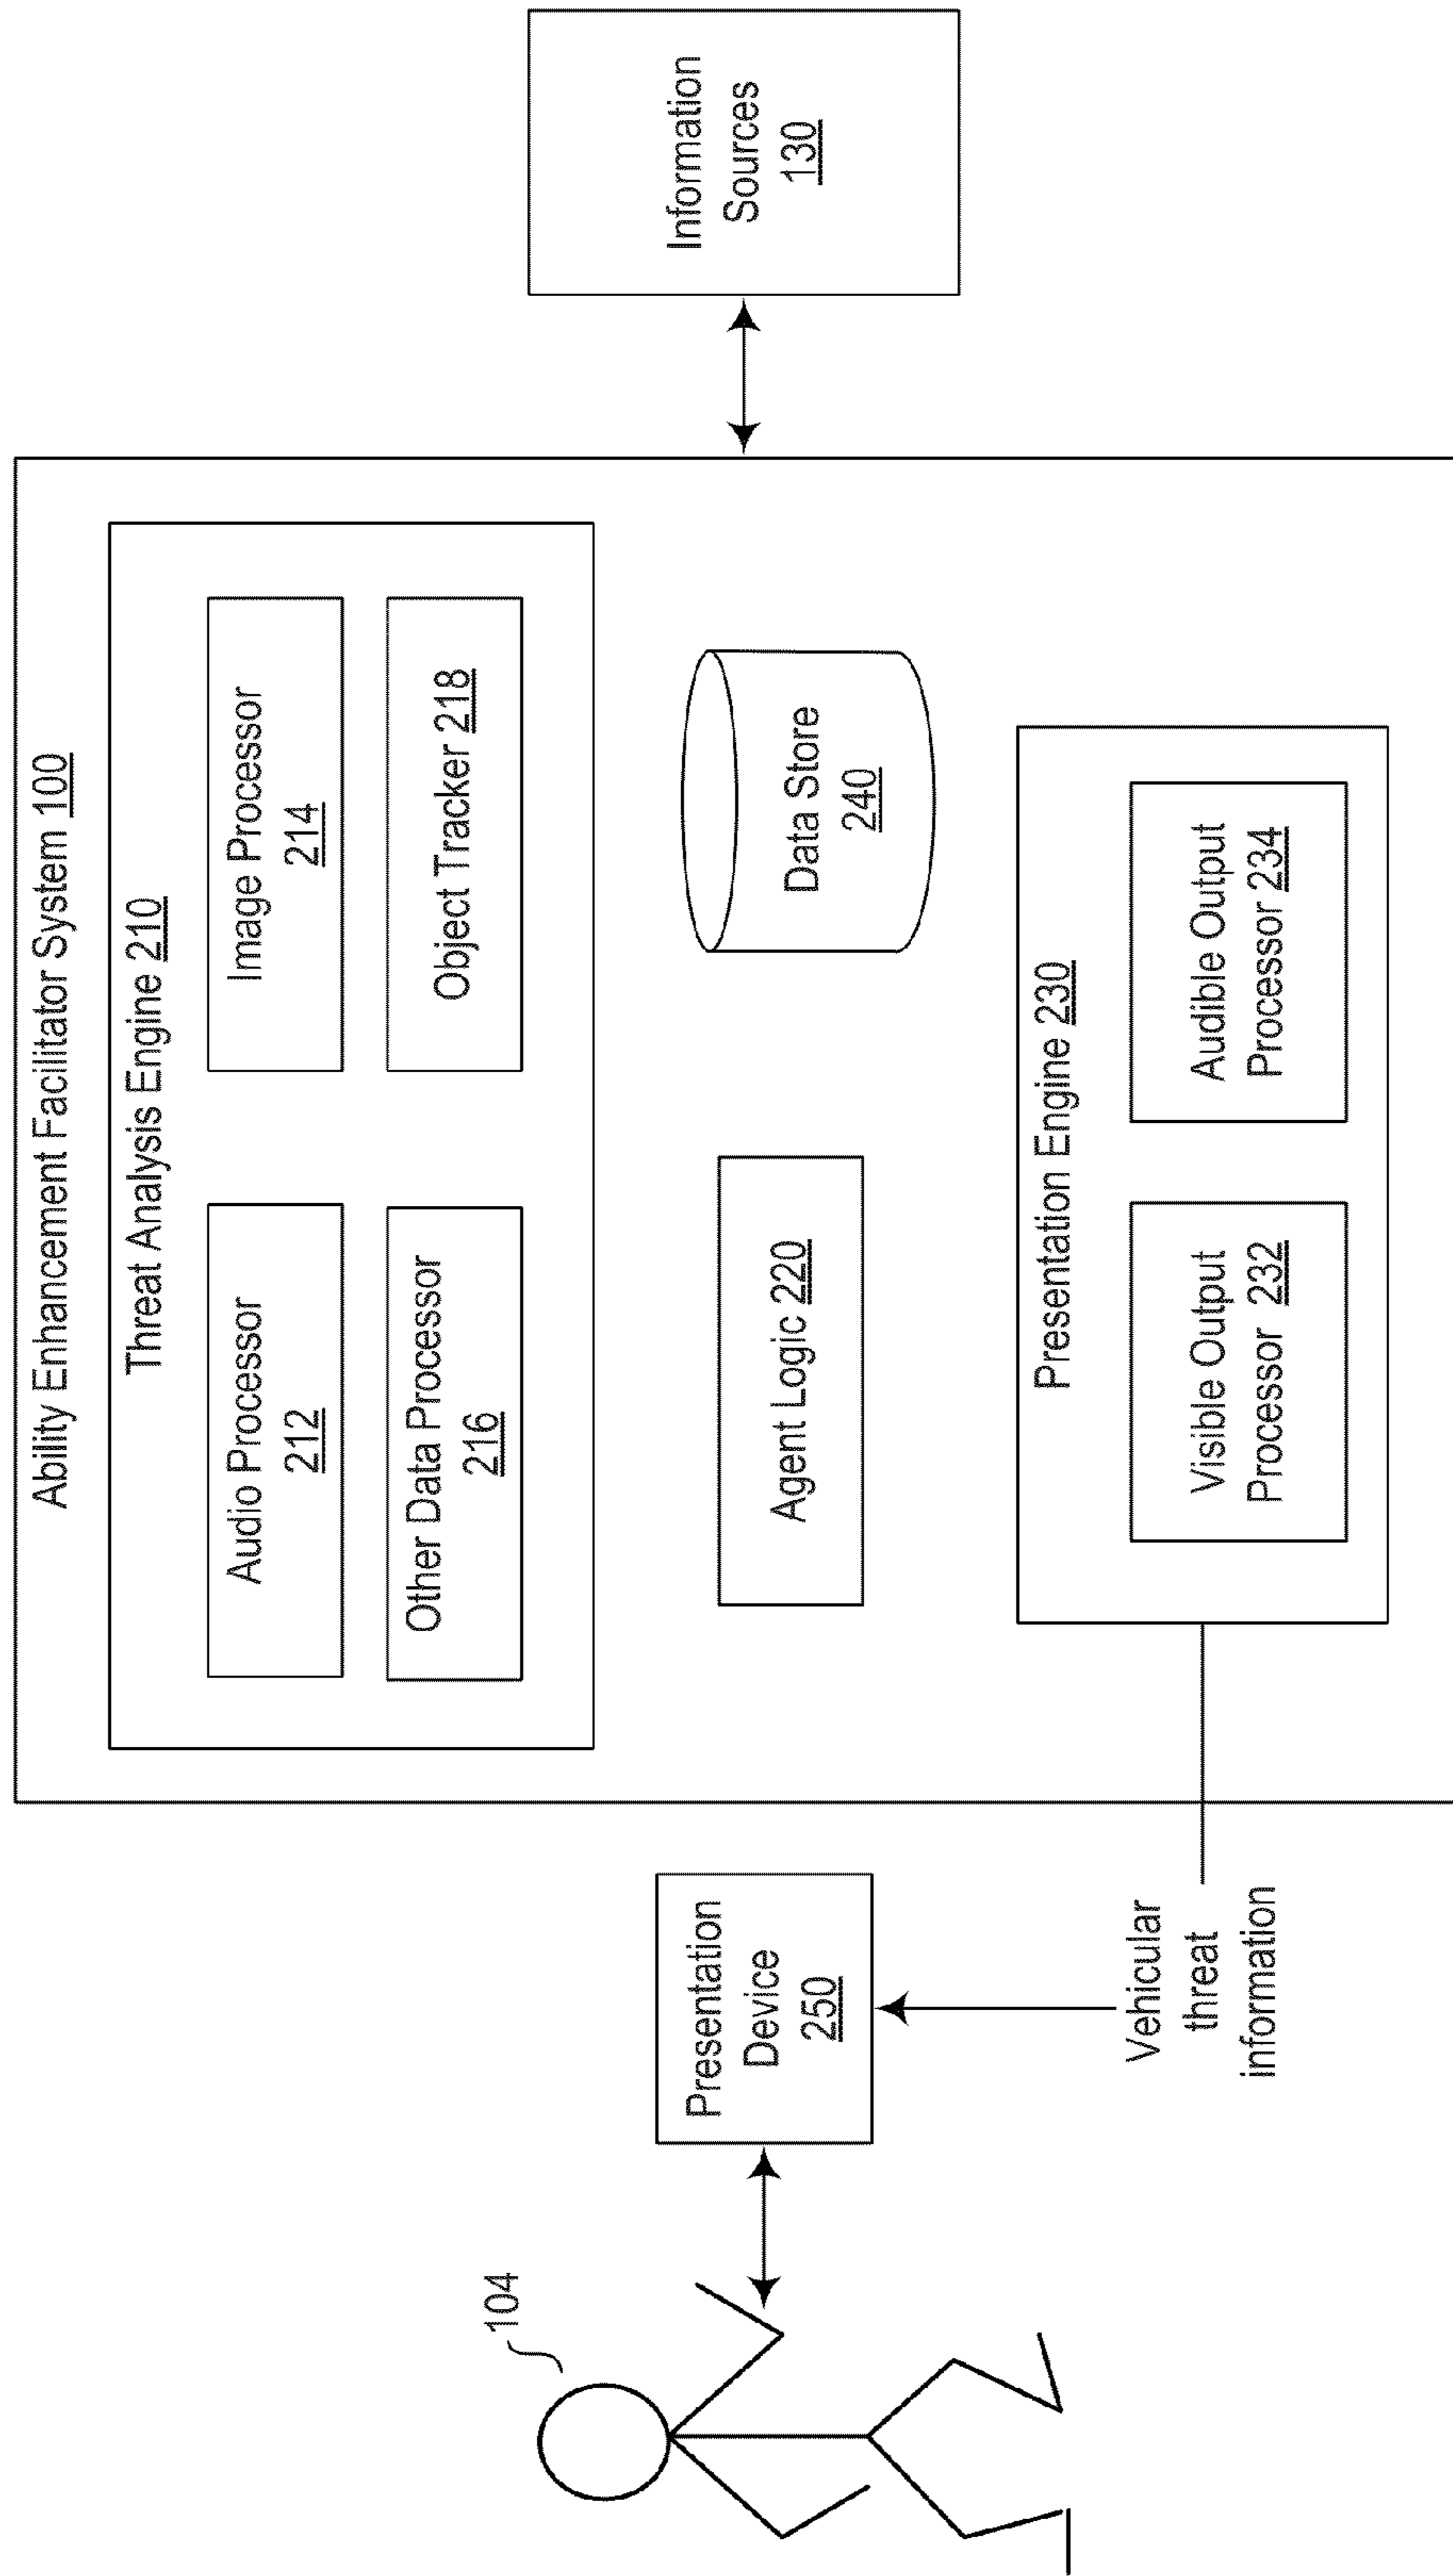 Ability Enhancement Facilitator System 100
Threat Analysis Engine 210
Audio Processor
212
Image Processor
214
Other Data Processor
216
Object Tracker 218
Agent Logic 220
Data Store
240
Presentation Engine 230
Visible Output
Processor 232
Audible Output
Processor 234
Information
Sources
130
104
Presentation
Device
250
Vehicular
threat
information